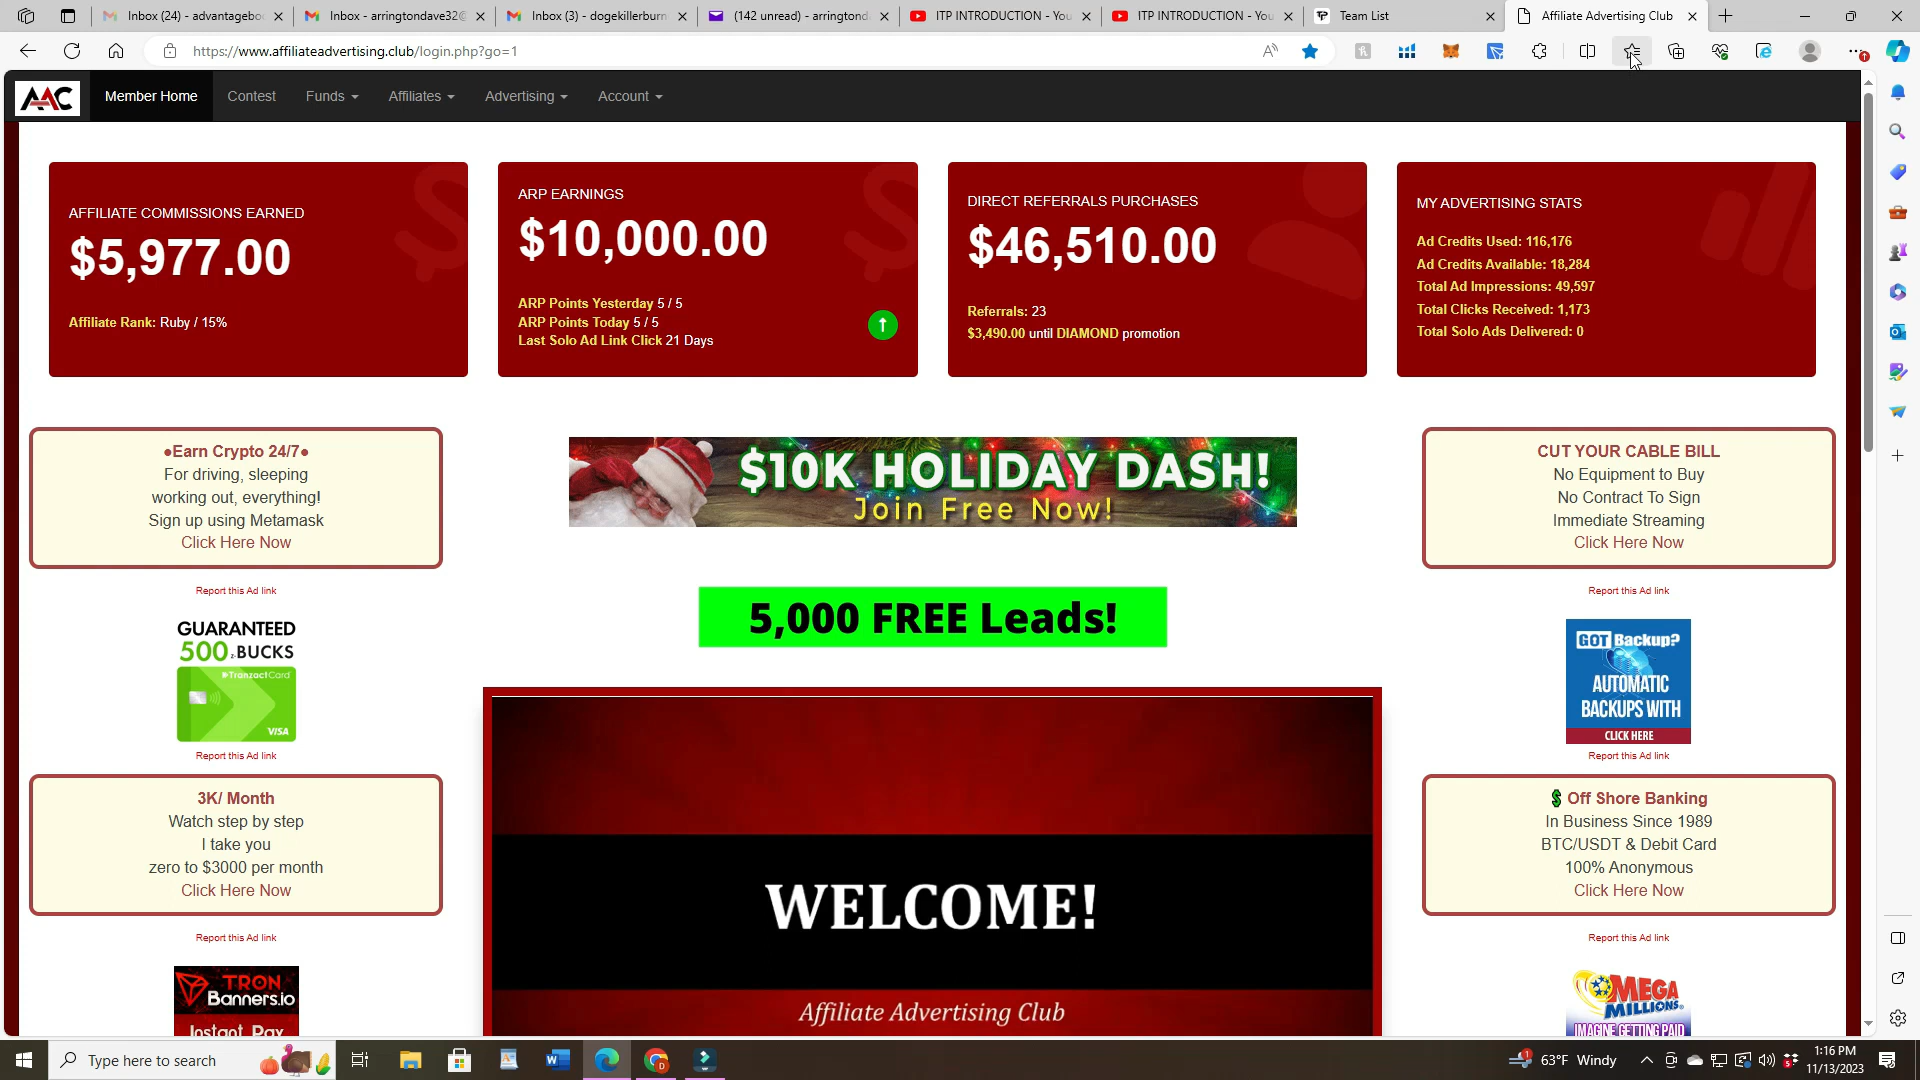 Inbox (24) - advantagebo
Inbox - arringtondave32@
Inbox (3) - dogekillerburn
(142 unread) - arringtond
ITP INTRODUCTION - You
ITP INTRODUCTION - You
Team List
Affiliate Advertising Club
https://www.affiliateadvertising.club/login.php?go=1
AAC
Member Home
Contest
Funds
Affiliates
Advertising
Account
AFFILIATE COMMISSIONS EARNED
$5,977.00
Affiliate Rank: Ruby / 15%
ARP EARNINGS
$10,000.00
ARP Points Yesterday 5 / 5
ARP Points Today 5 / 5
Last Solo Ad Link Click 21 Days
DIRECT REFERRALS PURCHASES
$46,510.00
Referrals: 23
$3,490.00 until DIAMOND promotion
MY ADVERTISING STATS
Ad Credits Used: 116,176
Ad Credits Available: 18,284
Total Ad Impressions: 49,597
Total Clicks Received: 1,173
Total Solo Ads Delivered: 0
●Earn Crypto 24/7●
For driving, sleeping
working out, everything!
Sign up using Metamask
Click Here Now
Report this Ad link
GUARANTEED
500 BUCKS
TranzactCard
VISA
Report this Ad link
3K/ Month
Watch step by step
I take you
zero to $3000 per month
Click Here Now
Report this Ad link
TRON
Banners.io
Instant Pay
$10K HOLIDAY DASH!
Join Free Now!
5,000 FREE Leads!
WELCOME!
Affiliate Advertising Club
CUT YOUR CABLE BILL
No Equipment to Buy
No Contract To Sign
Immediate Streaming
Click Here Now
Report this Ad link
GOT Backup?
AUTOMATIC
BACKUPS WITH
CLICK HERE
Report this Ad link
Off Shore Banking
In Business Since 1989
BTC/USDT & Debit Card
100% Anonymous
Click Here Now
Report this Ad link
MEGA
MILLIONS
IMAGINE GETTING PAID
Type here to search
63°F Windy
1:16 PM
11/13/2023